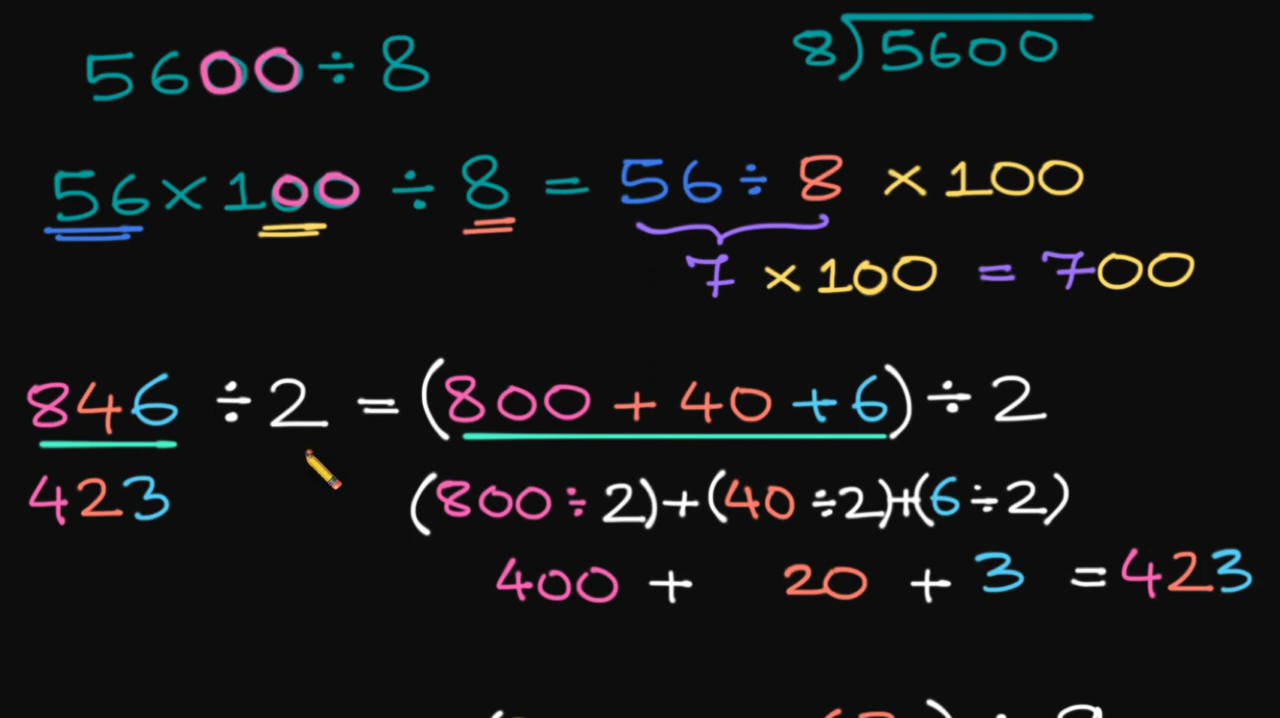 5600 ÷ 8
8)5600
56 × 100 ÷ 8 = 56 ÷ 8 × 100
7 × 100 = 700
846 ÷ 2 = (800 + 40 + 6) ÷ 2
423 (800 ÷ 2) + (40 ÷ 2) + (6 ÷ 2)
400 + 20 + 3 = 423